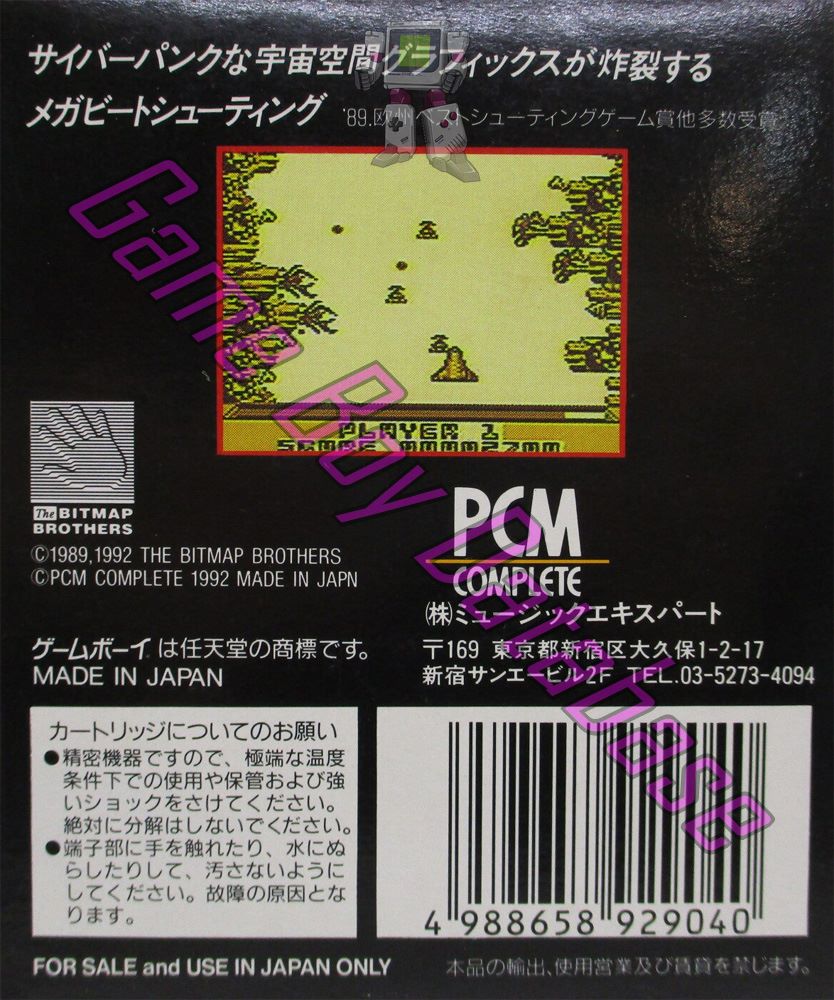 サイバーパンクな宇宙空間グラフィックスが炸裂する
メガビートシューティング '89.欧州ベストシューティングゲーム賞他多数受賞
PLAYER 1
SCORE 00002700
The BITMAP
BROTHERS
©1989,1992 THE BITMAP BROTHERS
©PCM COMPLETE 1992 MADE IN JAPN
PCM
COMPLETE
(株)ミュージックエキスパート
〒169 東京都新宿区大久保1-2-17
新宿サンエービル2F TEL.03-5273-4094
ゲームボーイは任天堂の商標です。
MADE IN JAPAN
カートリッジについてのお願い
●精密機器ですので、極端な温度
条件下での使用や保管および強
いショックをさけてください。
絶対に分解はしないでください。
●端子部に手を触れたり、水にぬ
らしたりして、汚さないように
してください。故障の原因とな
ります。
4 988658 929040
FOR SALE and USE IN JAPAN ONLY
本品の輸出、使用営業及び賃貸を禁じます。
Game Boy Database